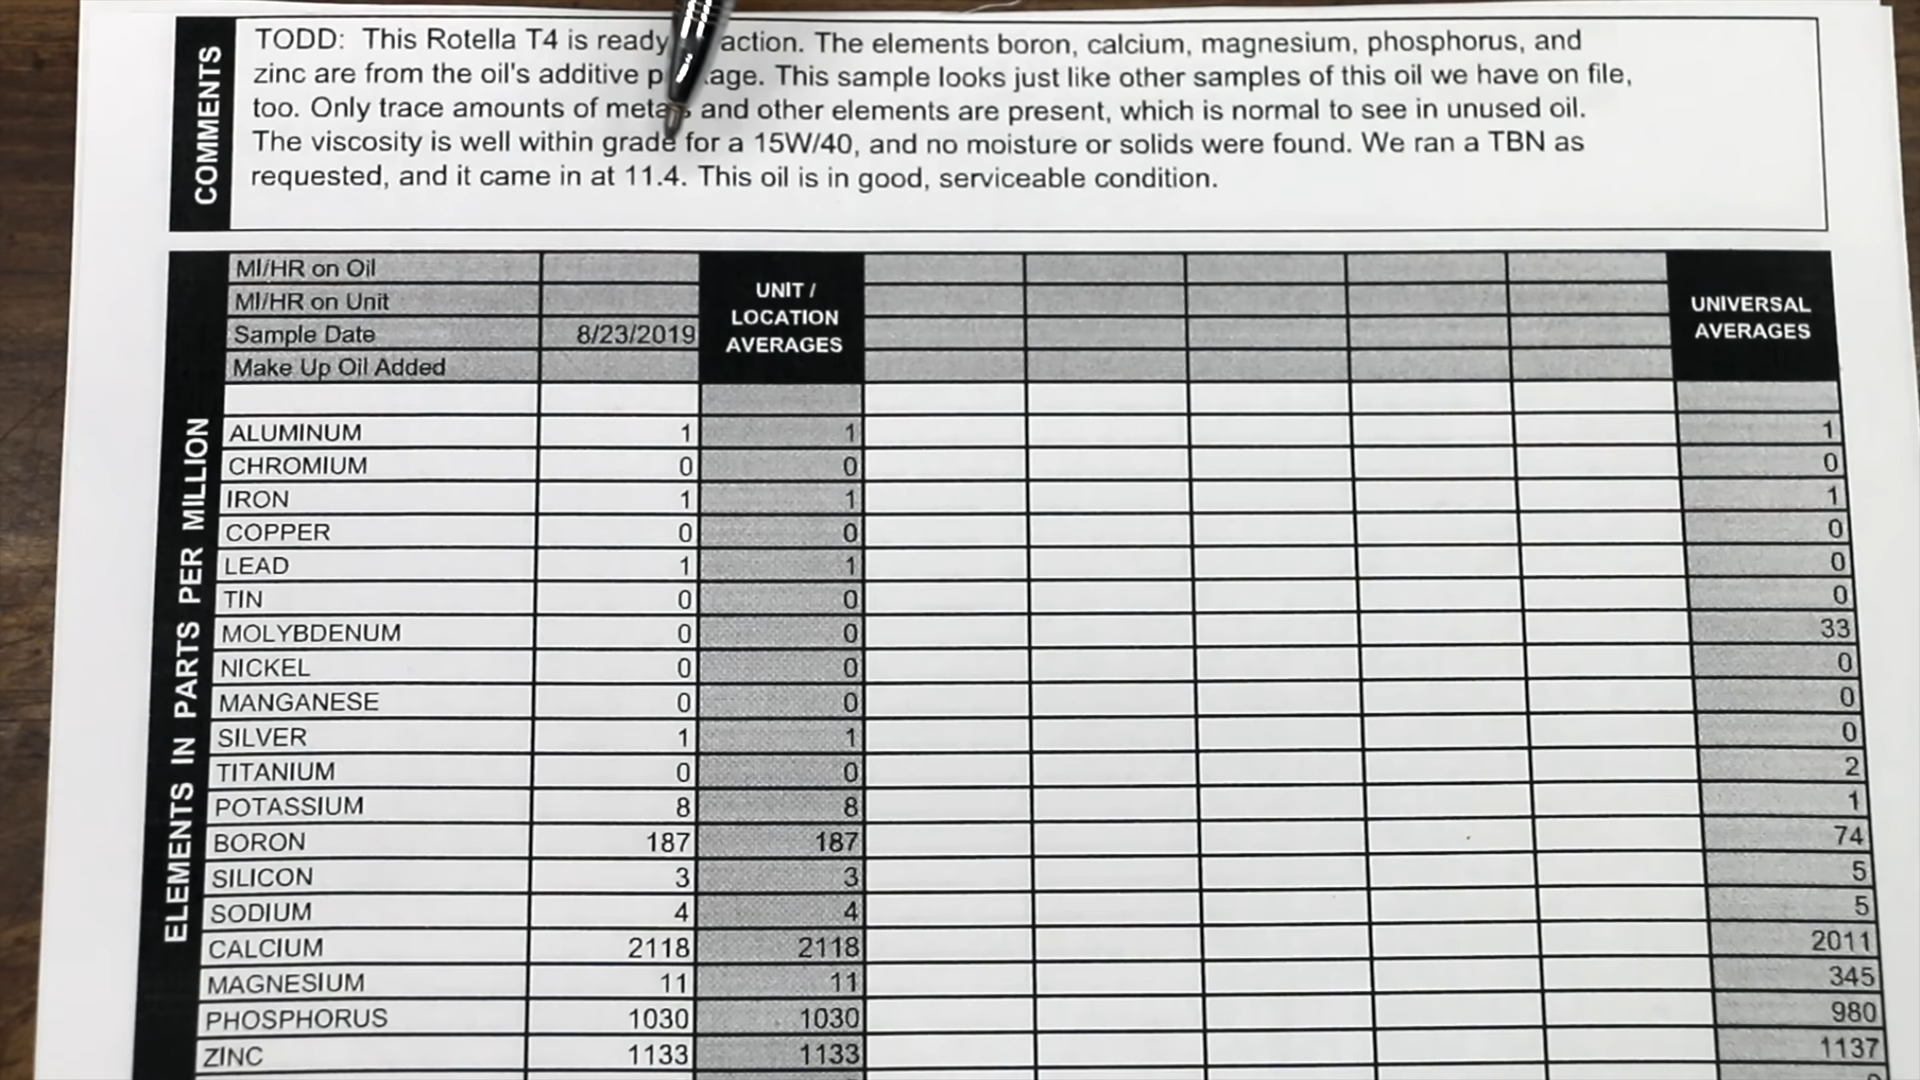 COMMENTS
TODD: This Rotella T4 is ready action. The elements boron, calcium, magnesium, phosphorus, and
zinc are from the oil's additive. This sample looks just like other samples of this oil we have on file,
too. Only trace amounts of metals and other elements are present, which is normal to see in unused oil.
The viscosity is well within grade for a 15W/40, and no moisture or solids were found. We ran a TBN as
requested, and it came in at 11.4. This oil is in good, serviceable condition.
ELEMENTS IN PARTS PER MILLION
MI/HR on Oil
MI/HR on Unit
Sample Date 8/23/2019
Make Up Oil Added
UNIT /
LOCATION
AVERAGES
UNIVERSAL
AVERAGES
ALUMINUM 1 1 1
CHROMIUM 0 0 0
IRON 1 1 1
COPPER 0 0 0
LEAD 1 1 0
TIN 0 0 0
MOLYBDENUM 0 0 33
NICKEL 0 0 0
MANGANESE 0 0 0
SILVER 1 1 0
TITANIUM 0 0 2
POTASSIUM 8 8 1
BORON 187 187 74
SILICON 3 3 5
SODIUM 4 4 5
CALCIUM 2118 2118 2011
MAGNESIUM 11 11 345
PHOSPHORUS 1030 1030 980
ZINC 1133 1133 1137